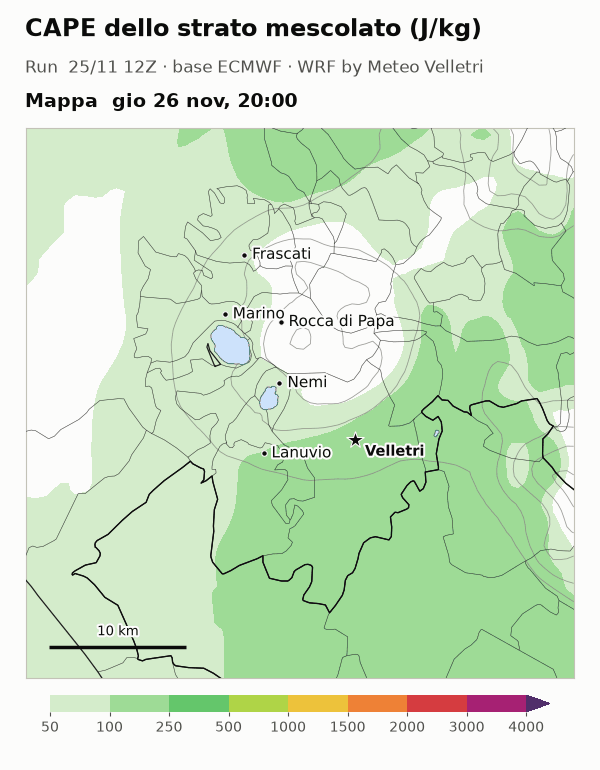 CAPE dello strato mescolato (J/kg)
Run  25/11 12Z · base ECMWF · WRF by Meteo Velletri
Mappa  gio 26 nov, 20:00
Frascati
Marino
Rocca di Papa
Nemi
Velletri
Lanuvio
10 km
50 100 250 500 1000 1500 2000 3000 4000